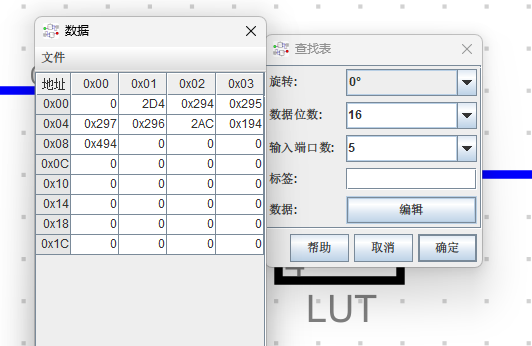 数据
文件
地址 0x00 0x01 0x02 0x03
0x00 0 2D4 0x294 0x295
0x04 0x297 0x296 2AC 0x194
0x08 0x494 0 0 0
0x0C 0 0 0 0
0x10 0 0 0 0
0x14 0 0 0 0
0x18 0 0 0 0
0x1C 0 0 0 0
查找表
旋转: 0°
数据位数: 16
输入端口数: 5
标签:
数据: 编辑
帮助 取消 确定
LUT